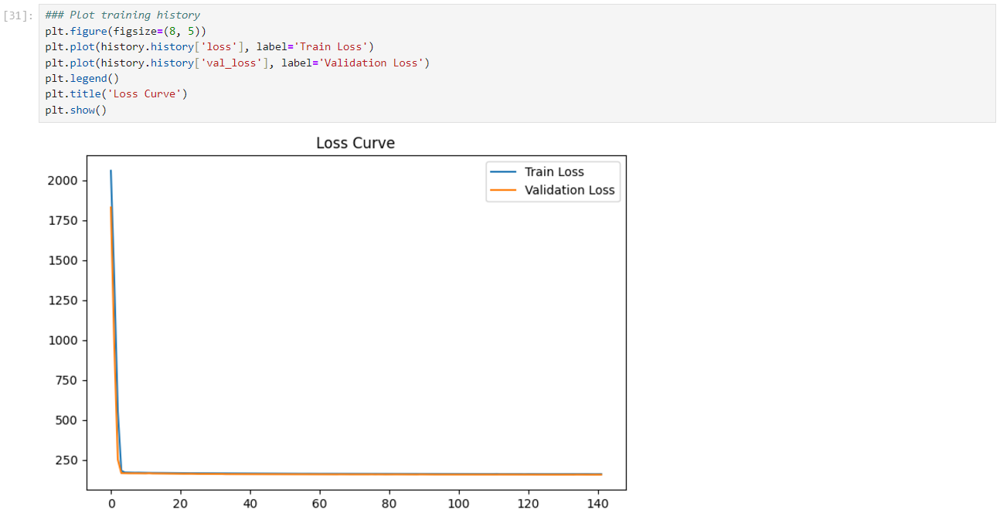 [31]: ### Plot training history
plt.figure(figsize=(8, 5))
plt.plot(history.history['loss'], label='Train Loss')
plt.plot(history.history['val_loss'], label='Validation Loss')
plt.legend()
plt.title('Loss Curve')
plt.show()
Loss Curve
Train Loss
Validation Loss
2000
1750
1500
1250
1000
750
500
250
0 20 40 60 80 100 120 140